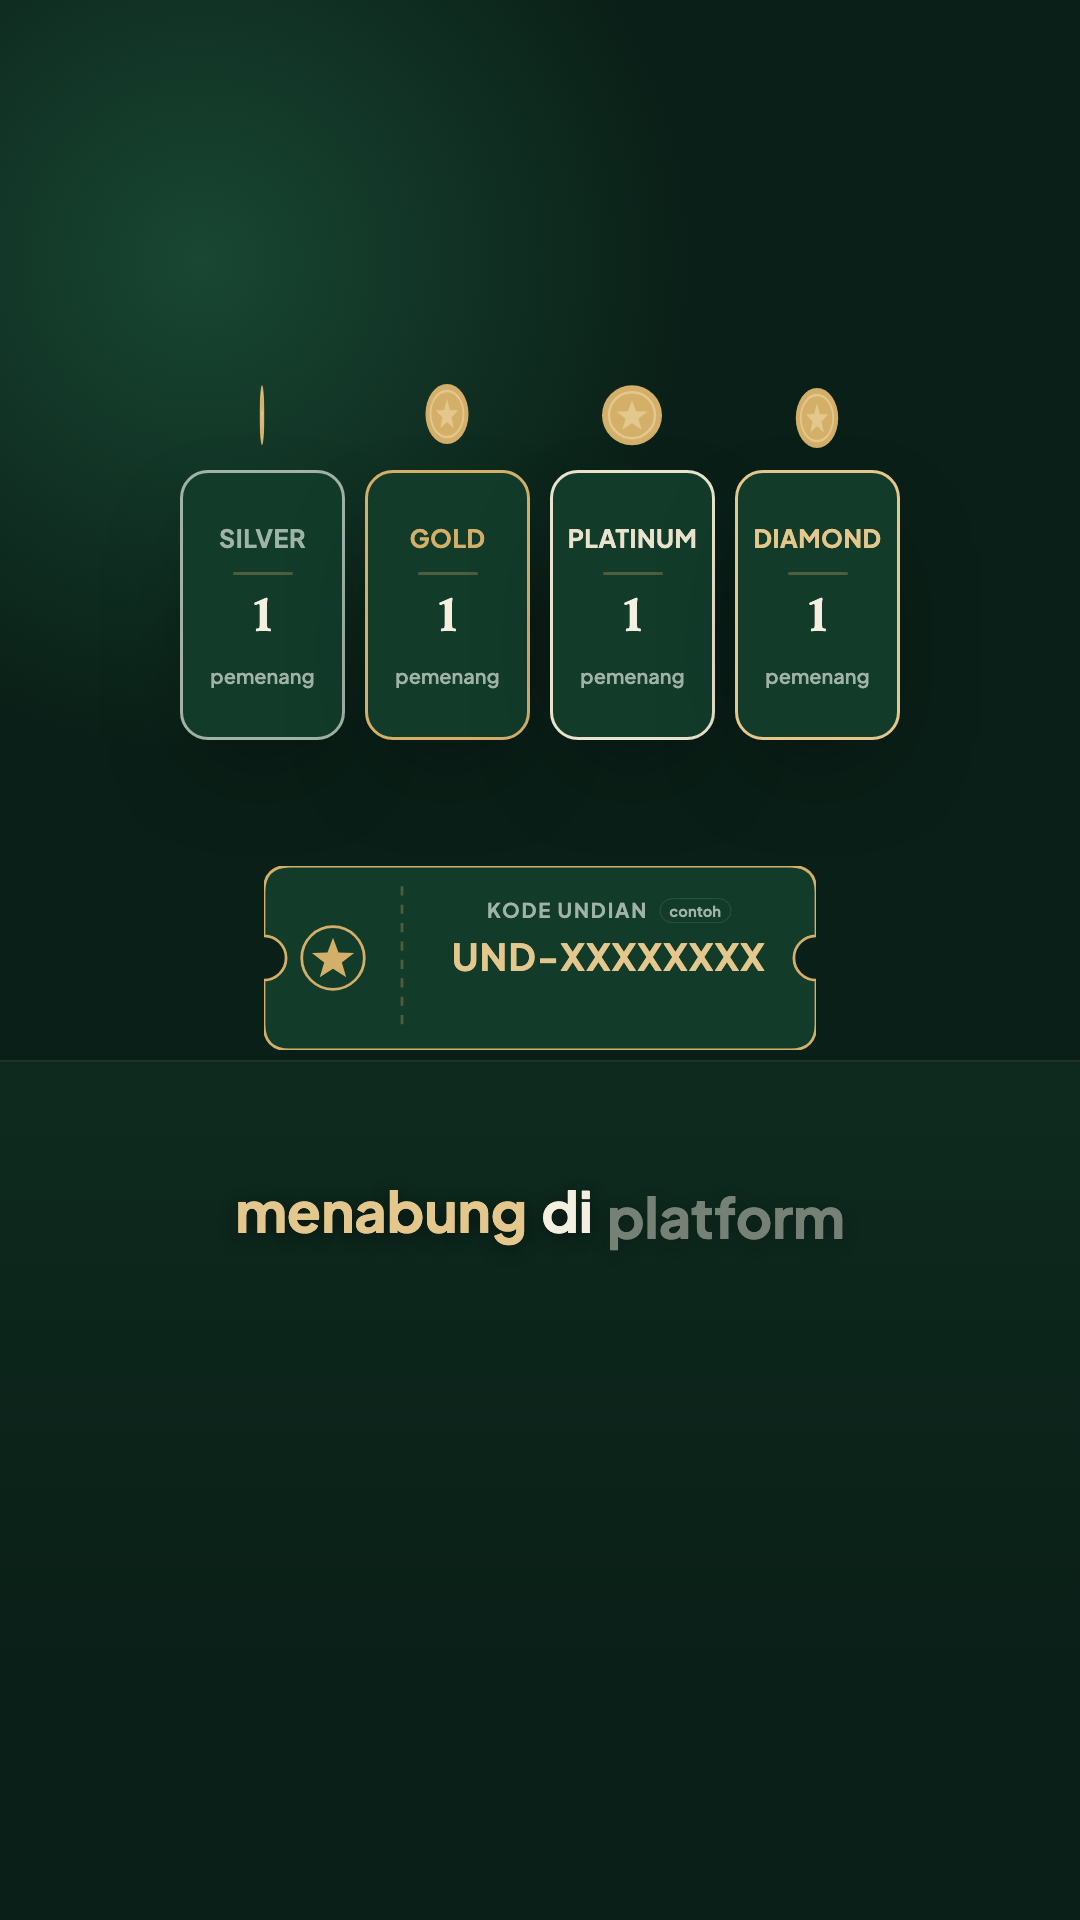 SILVER GOLD PLATINUM DIAMOND
1 1 1 1
pemenang pemenang pemenang pemenang
KODE UNDIAN contoh
UND-XXXXXXXX
menabung di platform